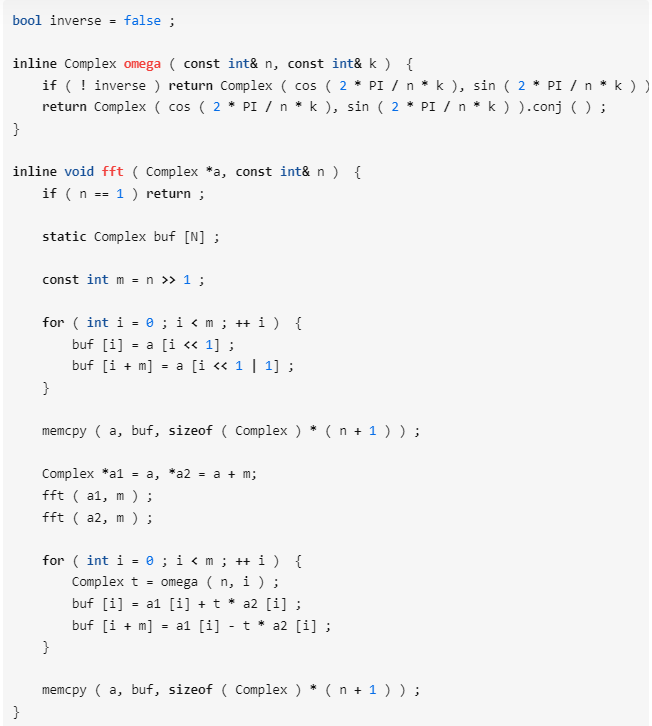 bool inverse = false ;
inline Complex omega ( const int& n, const int& k )  {
    if ( ! inverse ) return Complex ( cos ( 2 * PI / n * k ), sin ( 2 * PI / n * k ) )
    return Complex ( cos ( 2 * PI / n * k ), sin ( 2 * PI / n * k ) ).conj ( ) ;
}
inline void fft ( Complex *a, const int& n )  {
    if ( n == 1 ) return ;
    static Complex buf [N] ;
    const int m = n >> 1 ;
    for ( int i = 0 ; i < m ; ++ i )  {
        buf [i] = a [i << 1] ;
        buf [i + m] = a [i << 1 | 1] ;
    }
    memcpy ( a, buf, sizeof ( Complex ) * ( n + 1 ) ) ;
    Complex *a1 = a, *a2 = a + m;
    fft ( a1, m ) ;
    fft ( a2, m ) ;
    for ( int i = 0 ; i < m ; ++ i )  {
        Complex t = omega ( n, i ) ;
        buf [i] = a1 [i] + t * a2 [i] ;
        buf [i + m] = a1 [i] - t * a2 [i] ;
    }
    memcpy ( a, buf, sizeof ( Complex ) * ( n + 1 ) ) ;
}